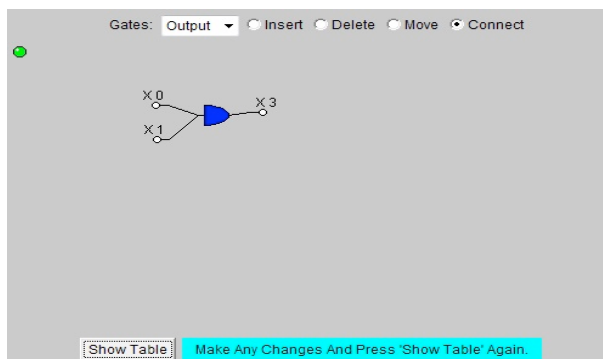 Gates: Output Insert Delete Move Connect
X 0
X 3
X 1
Show Table Make Any Changes And Press 'Show Table' Again.